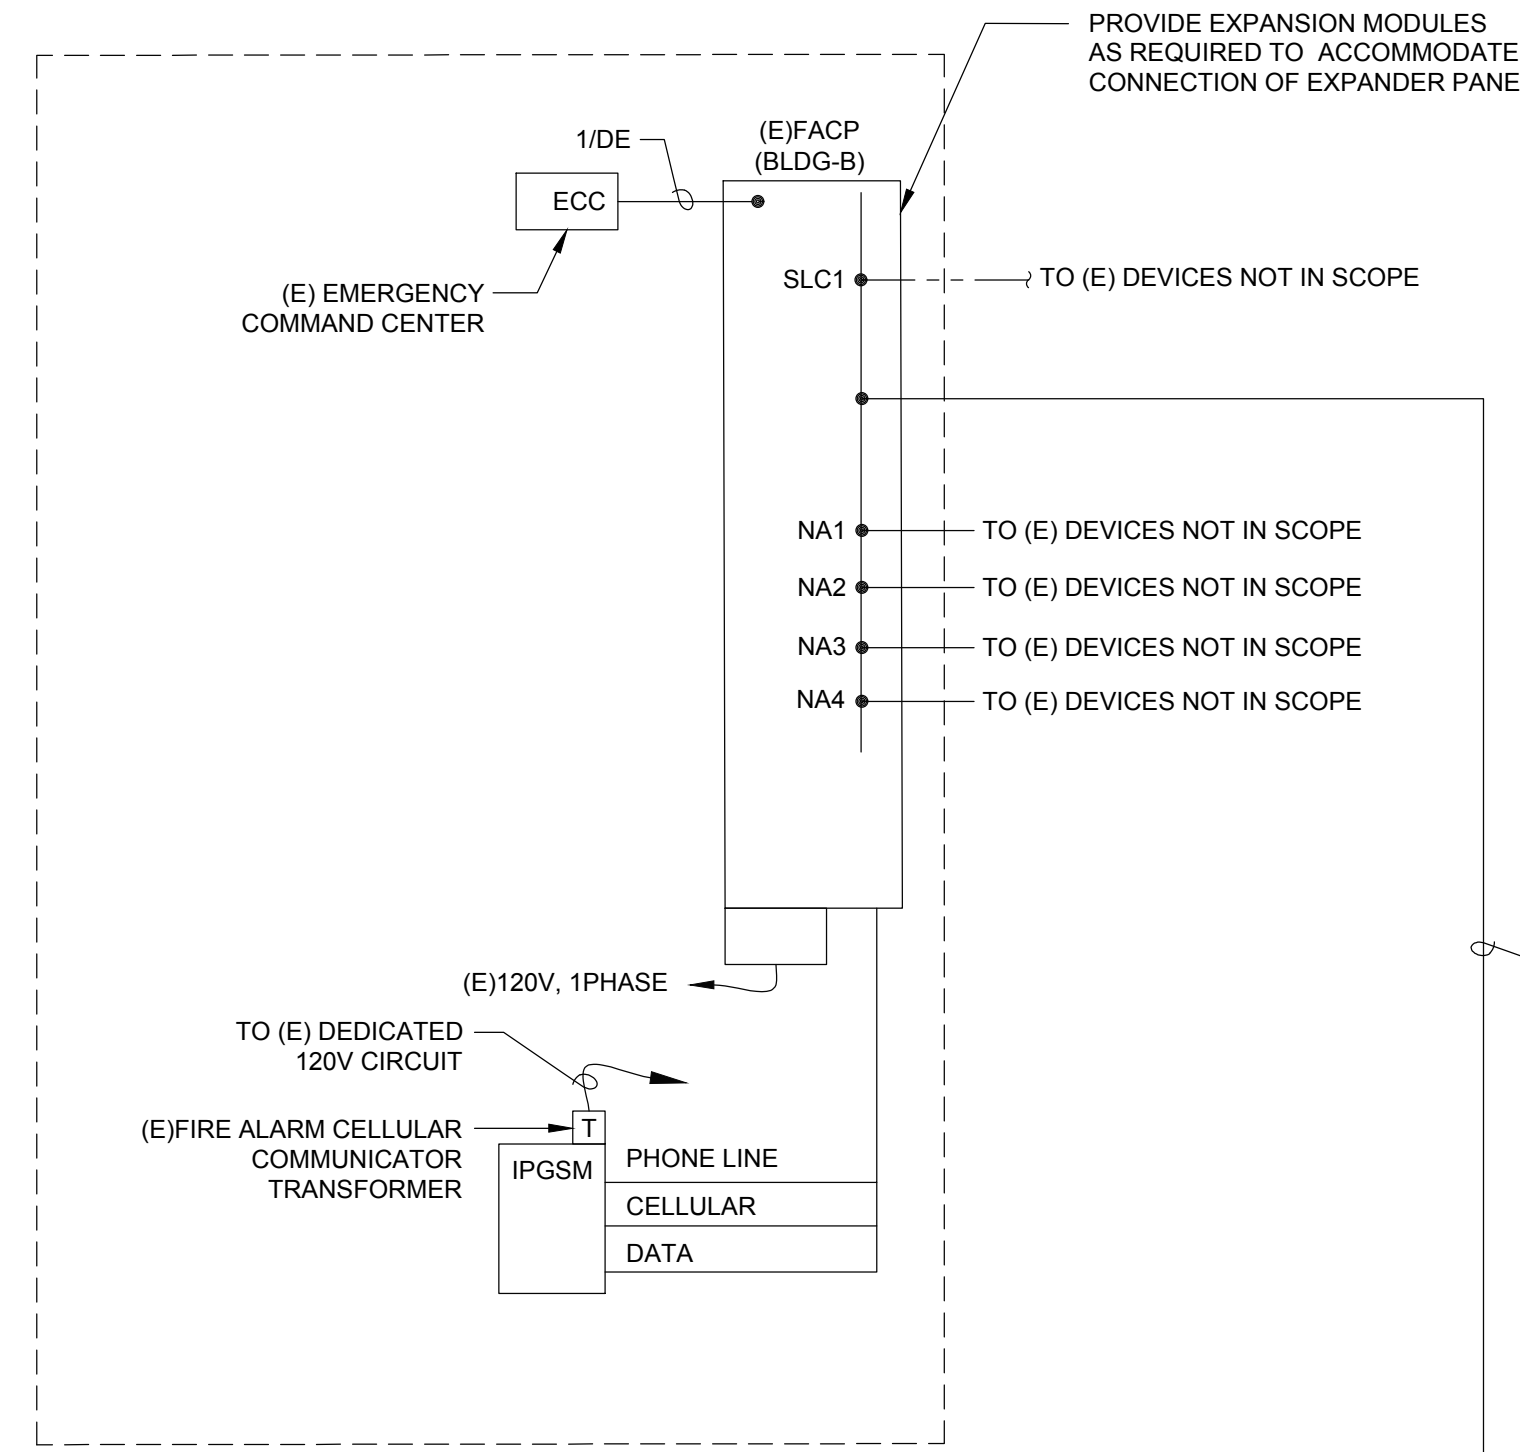 PROVIDE EXPANSION MODULES
AS REQUIRED TO ACCOMMODATE
CONNECTION OF EXPANDER PANE
1/DE
(E)FACP
(BLDG-B)
ECC
(E) EMERGENCY
COMMAND CENTER
SLC1
TO (E) DEVICES NOT IN SCOPE
NA1
TO (E) DEVICES NOT IN SCOPE
NA2
TO (E) DEVICES NOT IN SCOPE
NA3
TO (E) DEVICES NOT IN SCOPE
NA4
TO (E) DEVICES NOT IN SCOPE
(E)120V, 1PHASE
TO (E) DEDICATED
120V CIRCUIT
(E)FIRE ALARM CELLULAR
COMMUNICATOR
TRANSFORMER
T
IPGSM
PHONE LINE
CELLULAR
DATA